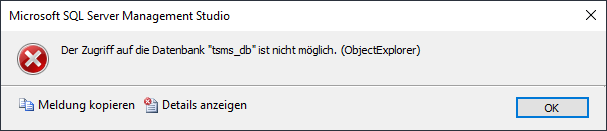 Microsoft SQL Server Management Studio
Der Zugriff auf die Datenbank "tsms_db" ist nicht möglich. (ObjectExplorer)
Meldung kopieren Details anzeigen OK